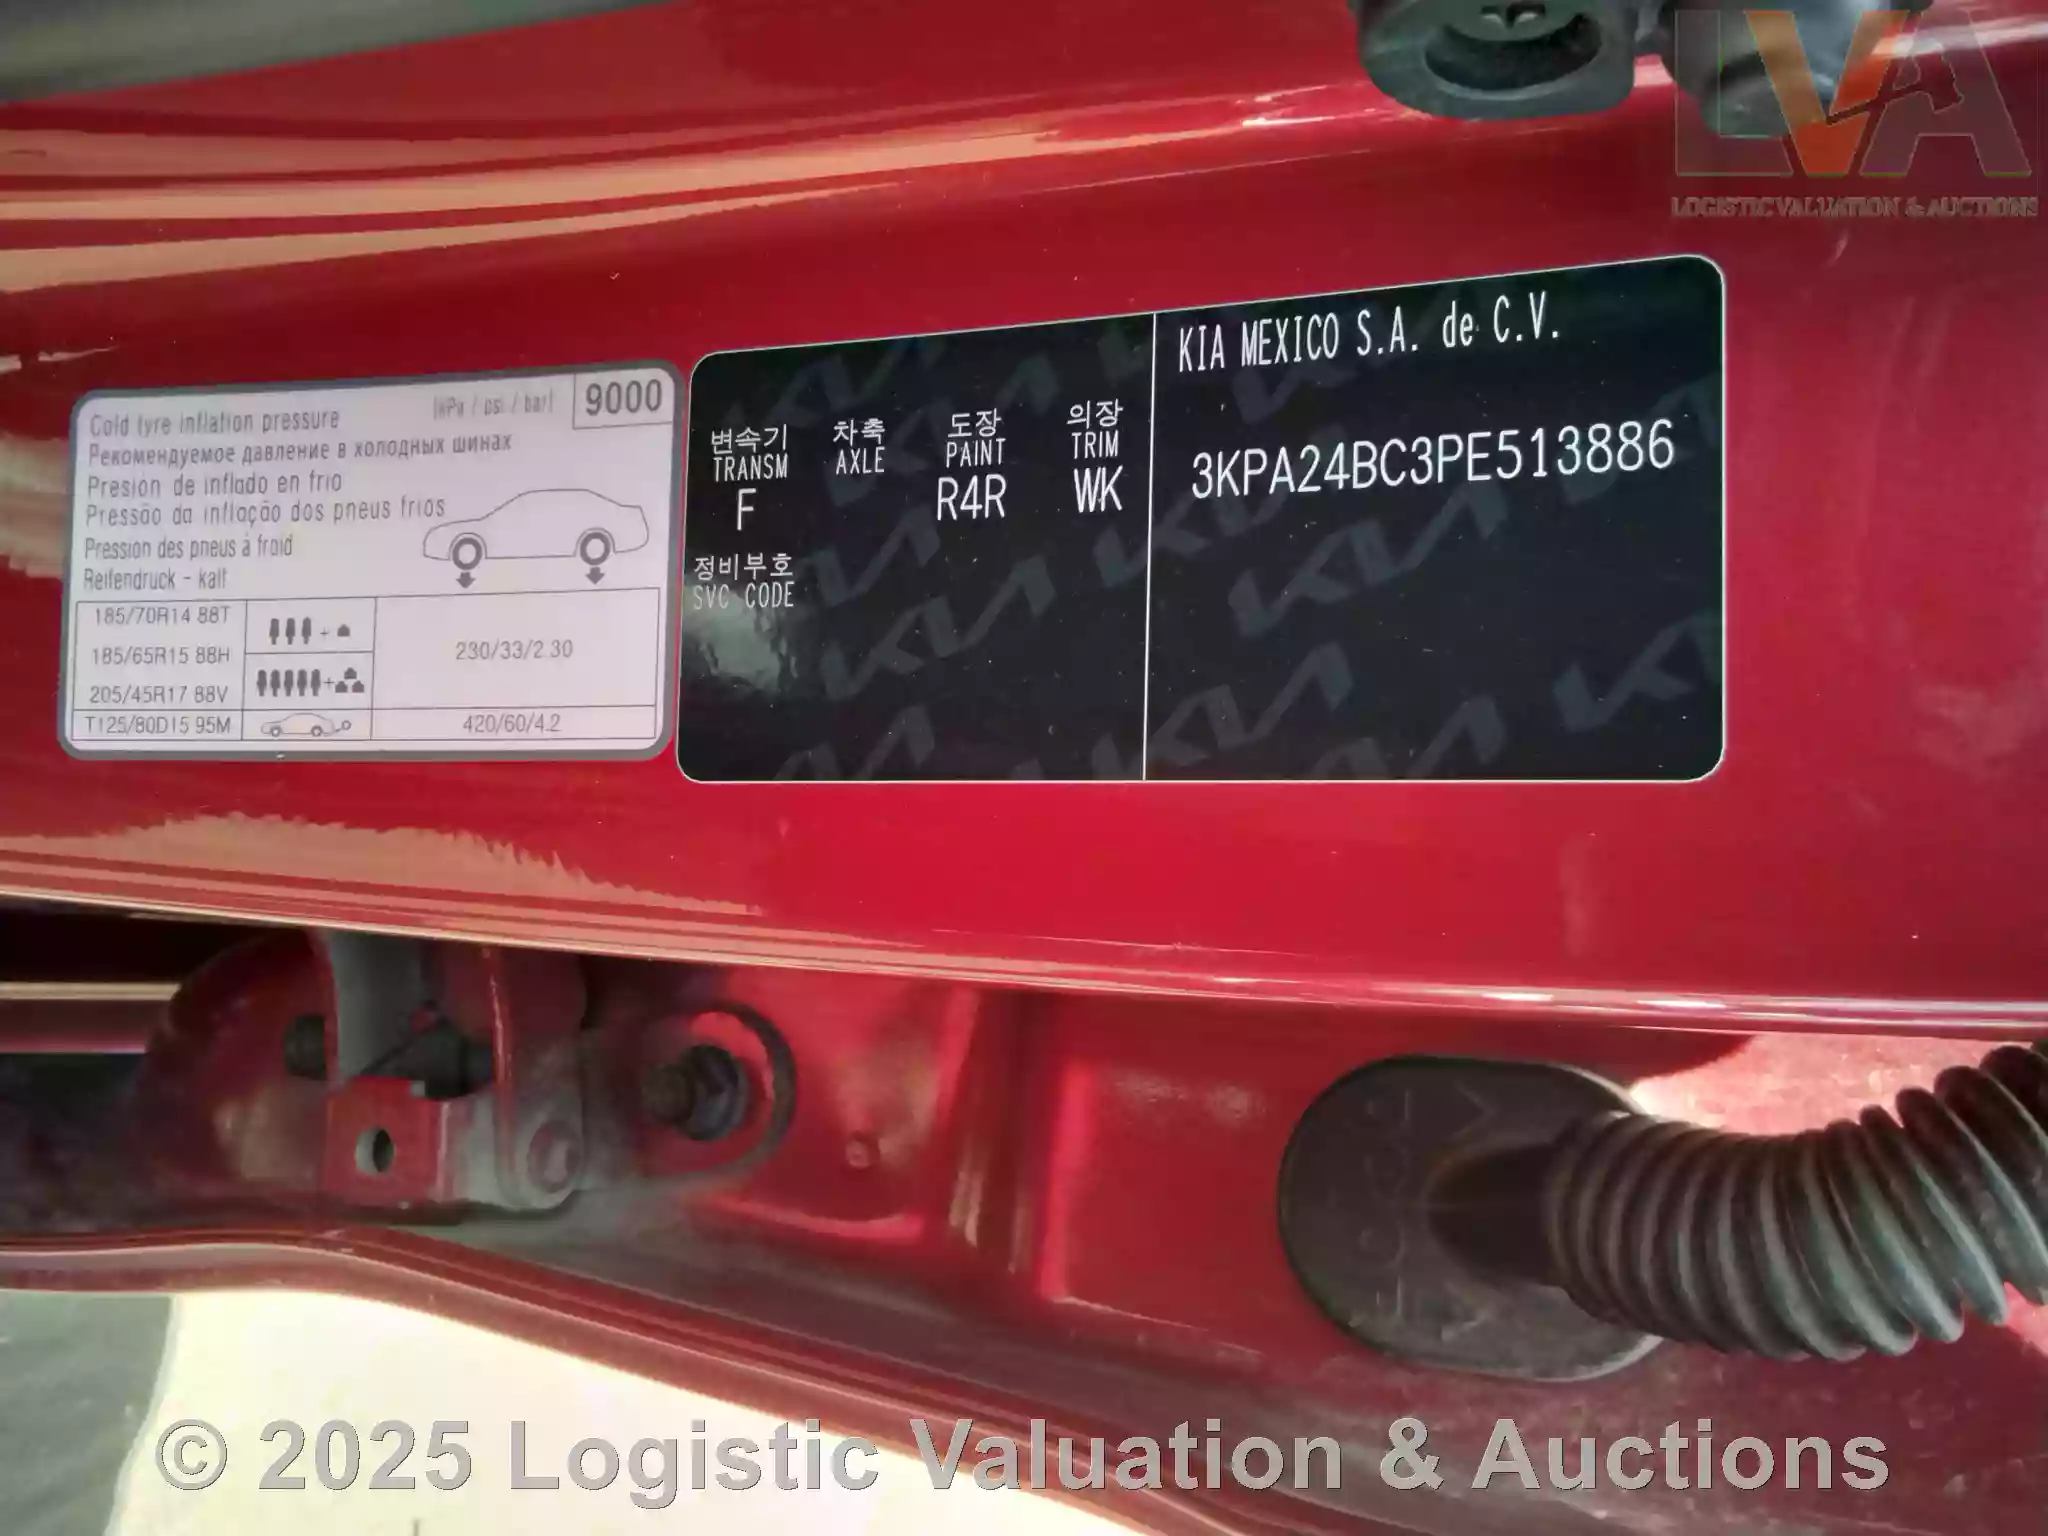 LVA
LOGISTIC VALUATION & AUCTIONS
Cold tyre inflation pressure
[kPa / psi / bar]
9000
Рекомендуемое давление в холодных шинах
Presión de inflado en frio
Pressão da inflação dos pneus frios
Pression des pneus à froid
Reifendruck - kalt
185/70R14 88T
185/65R15 88H
205/45R17 88V
230/33/2.30
T125/80D15 95M
420/60/4.2
변속기 차축 도장 의장
TRANSM AXLE PAINT TRIM
F R4R WK
정비부호
SVC CODE
KIA MEXICO S.A. de C.V.
3KPA24BC3PE513886
© 2025 Logistic Valuation & Auctions